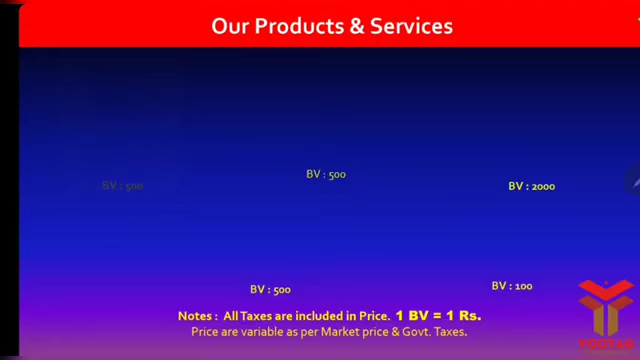 Our Products & Services
BV : 500
BV : 500
BV : 2000
BV : 500
BV : 100
Notes : All Taxes are included in Price. 1 BV = 1 Rs.
Price are variable as per Market price & Govt. Taxes.